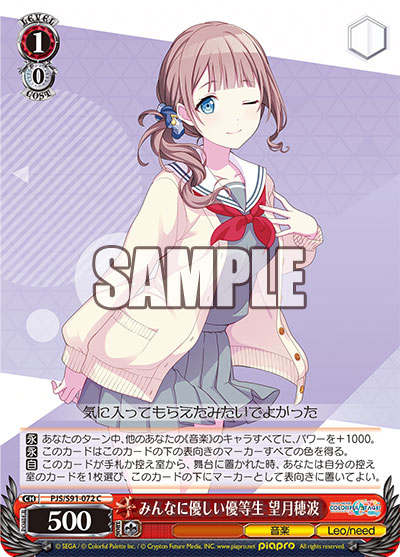 LEVEL
1
0
COST
SAMPLE
気に入ってもらえたみたいでよかった
永 あなたのターン中、他のあなたの《音楽》のキャラすべてに、パワーを＋1000。
永 このカードはこのカードの下の表向きのマーカーすべての色を得る。
自 このカードが手札か控え室から、舞台に置かれた時、あなたは自分の控え
室のカードを1枚選び、このカードの下にマーカーとして表向きに置いてよい。
CH PJS/S91-072 C
みんなに優しい優等生 望月穂波
COLORFUL STAGE!
500
音楽
Leo/need
© SEGA / © Colorful Palette Inc. / © Crypton Future Media, INC. www.piapro.net piapro All rights reserved.